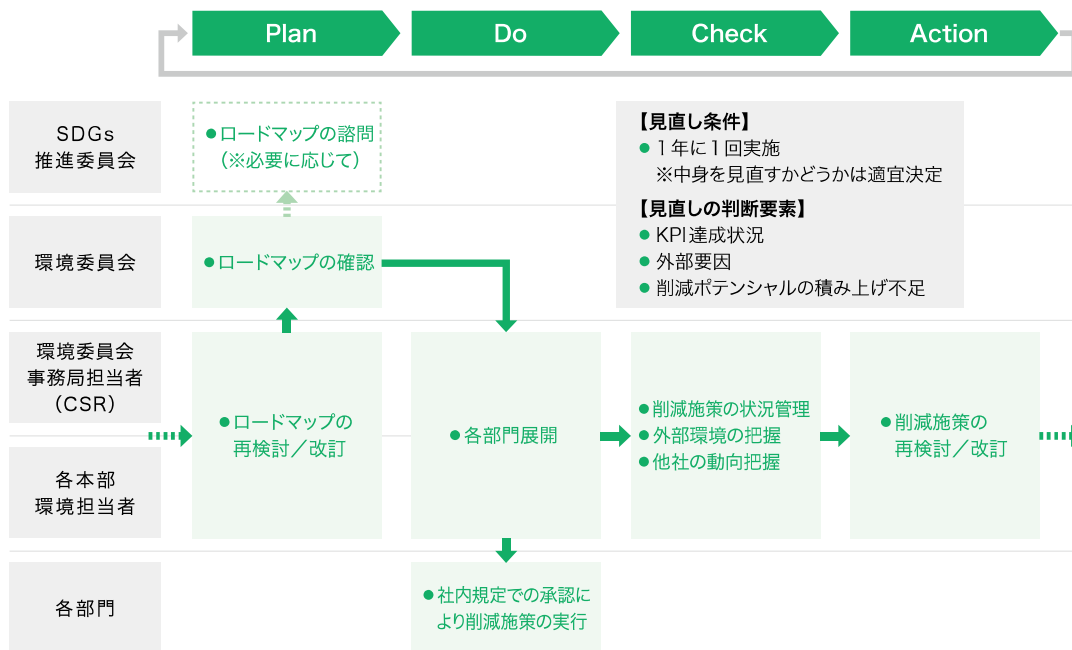 Plan
Do
Check
Action
SDGs
推進委員会
●ロードマップの諮問
（※必要に応じて）
【見直し条件】
● 1年に1回実施
※中身を見直すかどうかは適宜決定
【見直しの判断要素】
● KPI達成状況
● 外部要因
● 削減ポテンシャルの積み上げ不足
環境委員会
●ロードマップの確認
環境委員会
事務局担当者
（CSR）
各本部
環境担当者
●ロードマップの
再検討／改訂
●各部門展開
●削減施策の状況管理
●外部環境の把握
●他社の動向把握
●削減施策の
再検討／改訂
各部門
●社内規定での承認に
より削減施策の実行